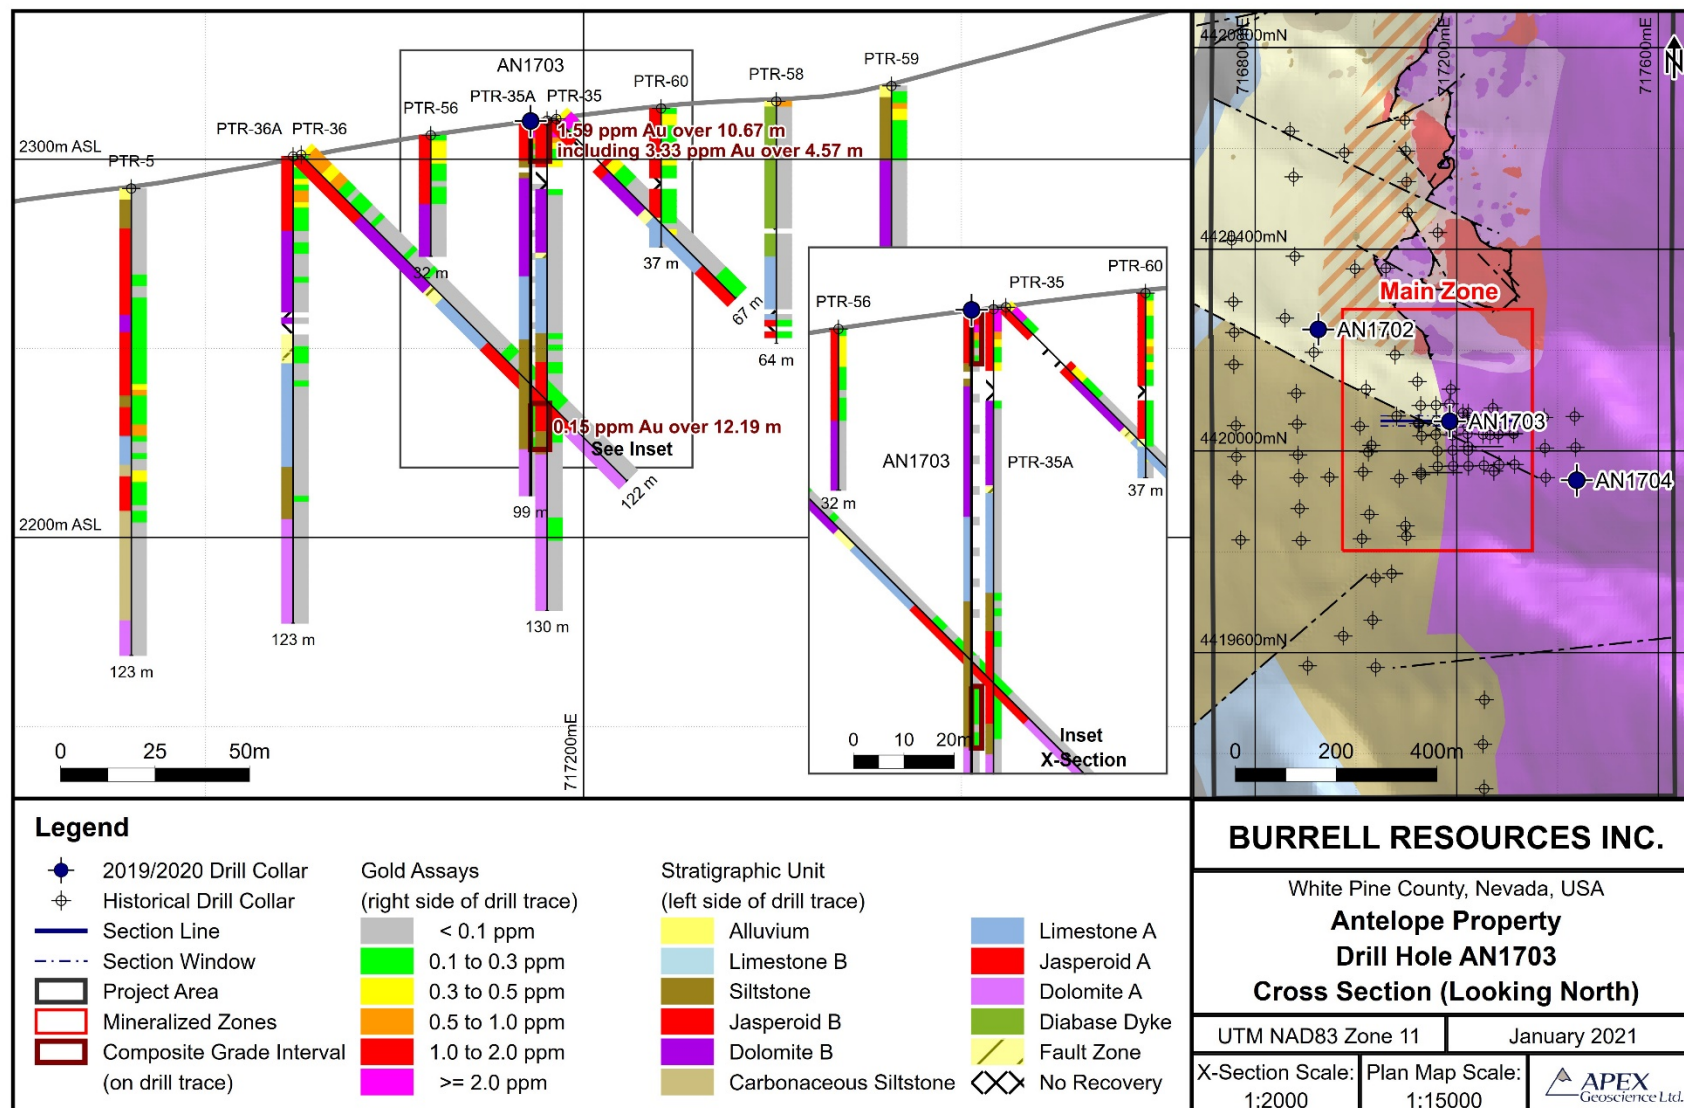 AN1703
PTR-59
PTR-58
PTR-60
PTR-35A
PTR-35
PTR-56
PTR-36A
PTR-36
PTR-5
2300m ASL
1.59 ppm Au over 10.67 m
including 3.33 ppm Au over 4.57 m
32 m
37 m
67 m
64 m
0.15 ppm Au over 12.19 m
See Inset
122 m
99 m
2200m ASL
123 m
123 m
130 m
717200mE
0 25 50m
PTR-60
PTR-35
PTR-56
AN1703
PTR-35A
32 m
37 m
0 10 20m
Inset
X-Section
4420800mN
716800mE
717200mE
717600mE
N
4420400mN
Main Zone
AN1702
AN1703
4420000mN
AN1704
4419600mN
0 200 400m
Legend
2019/2020 Drill Collar
Historical Drill Collar
Section Line
Section Window
Project Area
Mineralized Zones
Composite Grade Interval
(on drill trace)
Gold Assays
(right side of drill trace)
< 0.1 ppm
0.1 to 0.3 ppm
0.3 to 0.5 ppm
0.5 to 1.0 ppm
1.0 to 2.0 ppm
>= 2.0 ppm
Stratigraphic Unit
(left side of drill trace)
Alluvium
Limestone B
Siltstone
Jasperoid B
Dolomite B
Carbonaceous Siltstone
Limestone A
Jasperoid A
Dolomite A
Diabase Dyke
Fault Zone
No Recovery
BURRELL RESOURCES INC.
White Pine County, Nevada, USA
Antelope Property
Drill Hole AN1703
Cross Section (Looking North)
UTM NAD83 Zone 11
January 2021
X-Section Scale:
1:2000
Plan Map Scale:
1:15000
APEX
Geoscience Ltd.